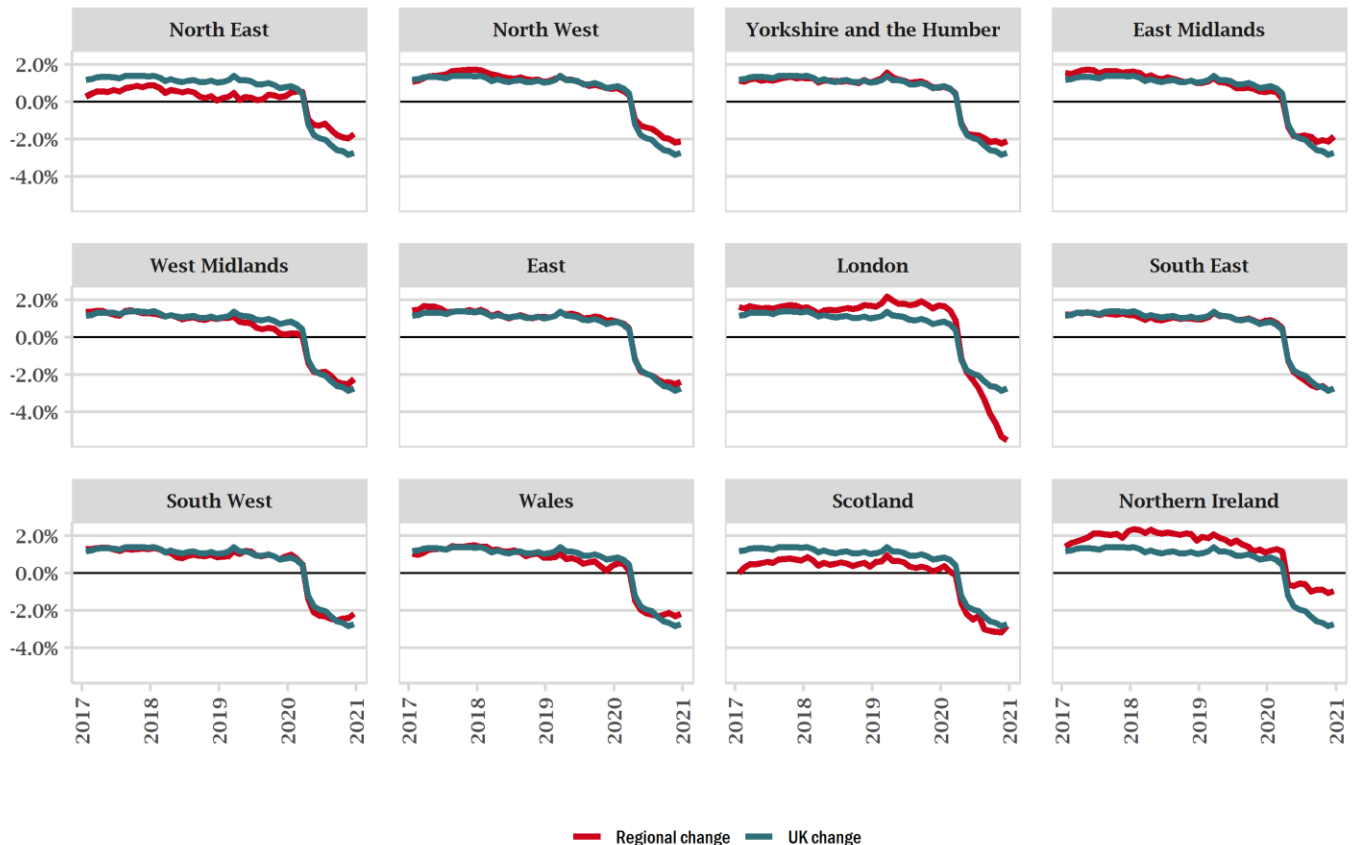 North East
North West
Yorkshire and the Humber
East Midlands
2.0%
0.0%
-2.0%
-4.0%
West Midlands
East
London
South East
2.0%
0.0%
-2.0%
-4.0%
South West
Wales
Scotland
Northern Ireland
2.0%
0.0%
-2.0%
-4.0%
2017 2018 2019 2020 2021 2017 2018 2019 2020 2021 2017 2018 2019 2020 2021 2017 2018 2019 2020 2021
Regional change UK change